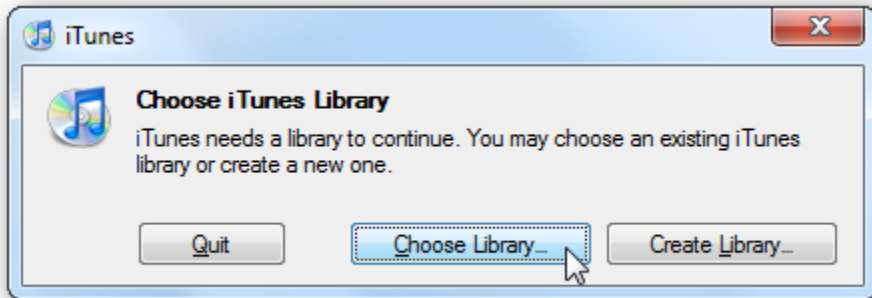 iTunes
Choose iTunes Library
iTunes needs a library to continue. You may choose an existing iTunes
library or create a new one.
Quit
Choose Library...
Create Library...